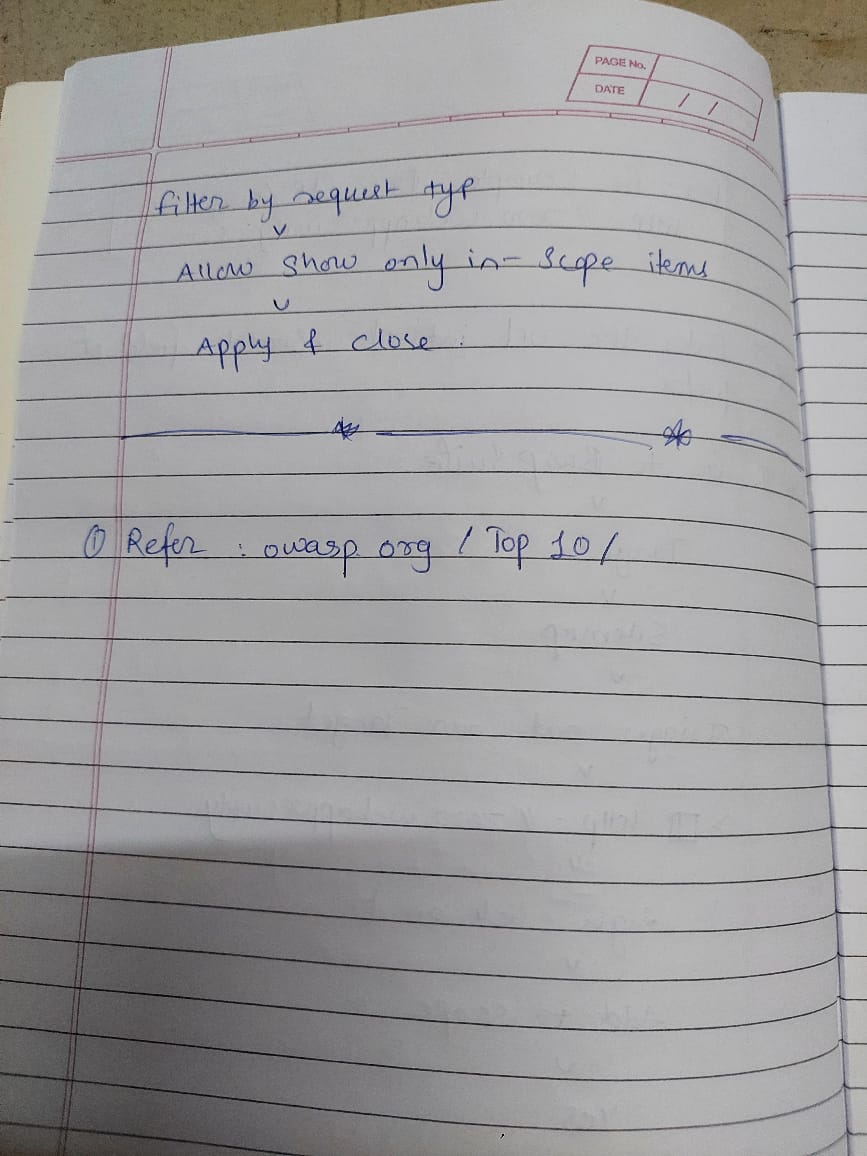 PAGE No.
DATE / /
filter by request typ
v
Allow Show only in- Scope items
v
Apply & close.
① Refer : owasp. org / Top 10/